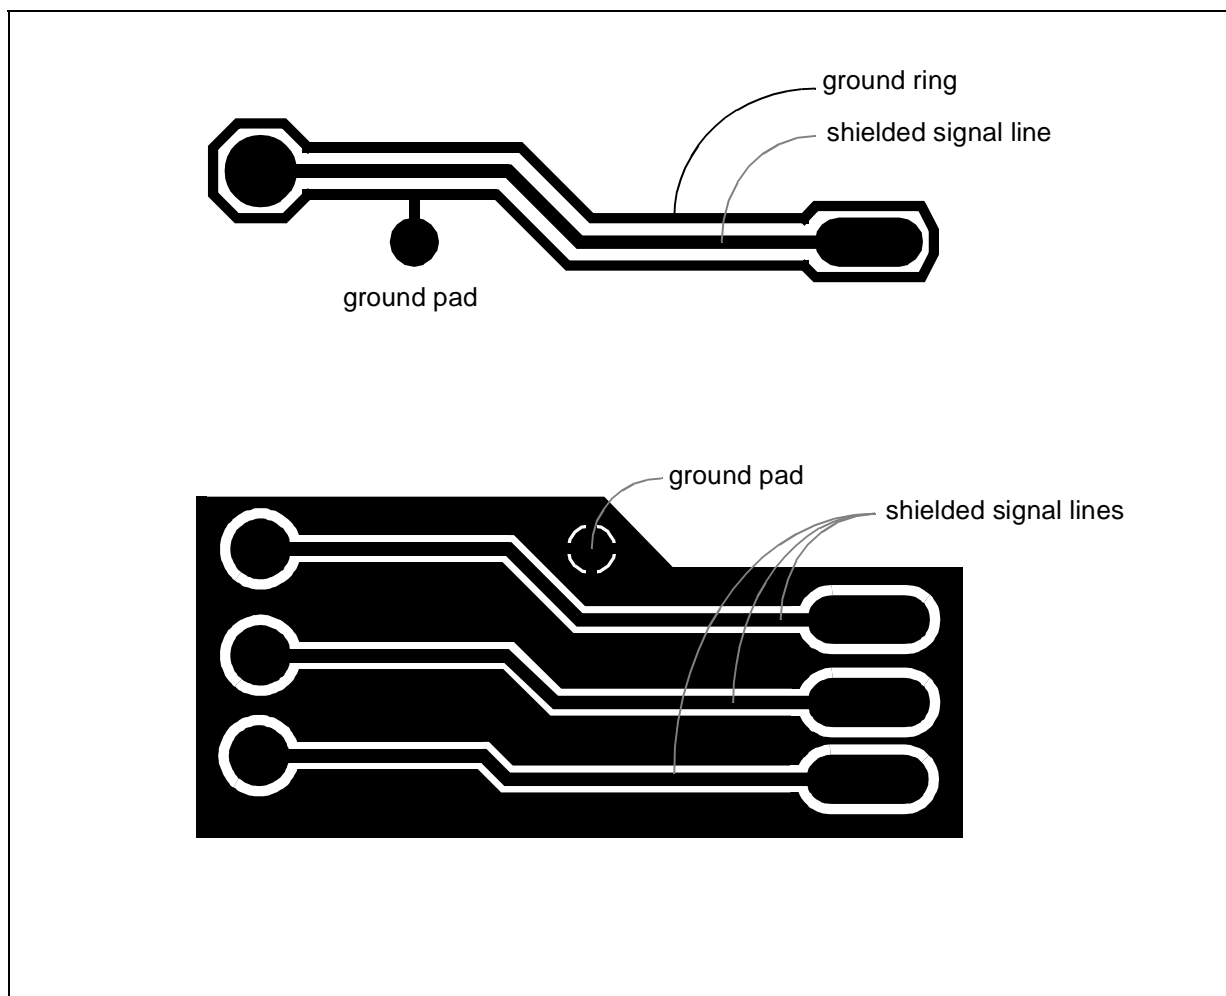 ground ring
shielded signal line
ground pad
ground pad
shielded signal lines